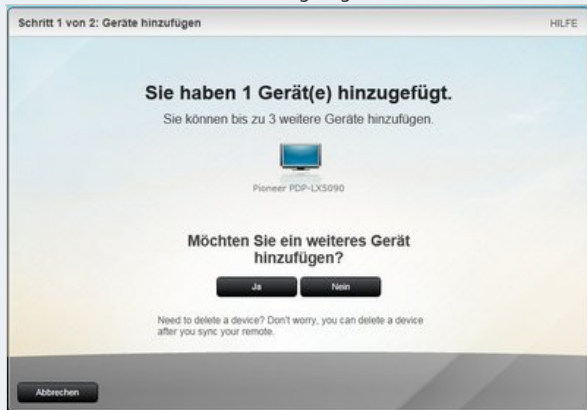 Schritt 1 von 2: Geräte hinzufügen
HILFE
Sie haben 1 Gerät(e) hinzugefügt.
Sie können bis zu 3 weitere Geräte hinzufügen.
Pioneer PDP-LX5090
Möchten Sie ein weiteres Gerät
hinzufügen?
Ja
Nein
Need to delete a device? Don't worry, you can delete a device
after you sync your remote.
Abbrechen